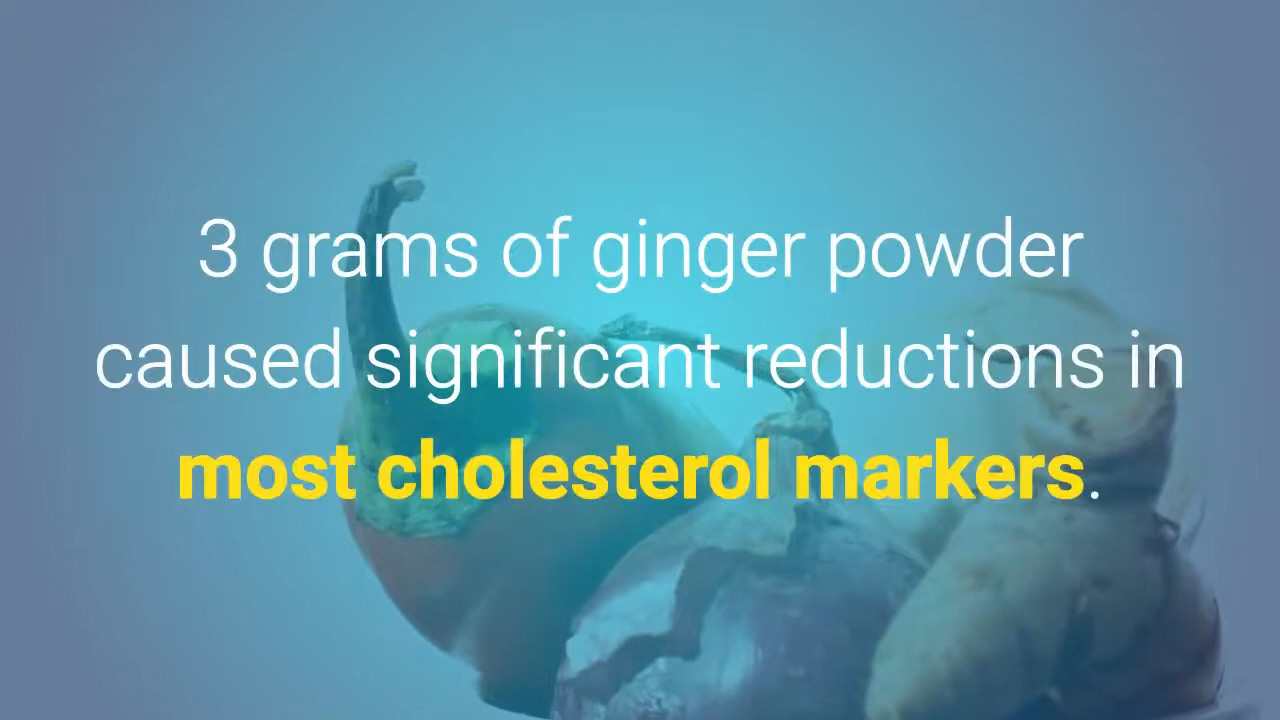 3 grams of ginger powder
caused significant reductions in
most cholesterol markers.